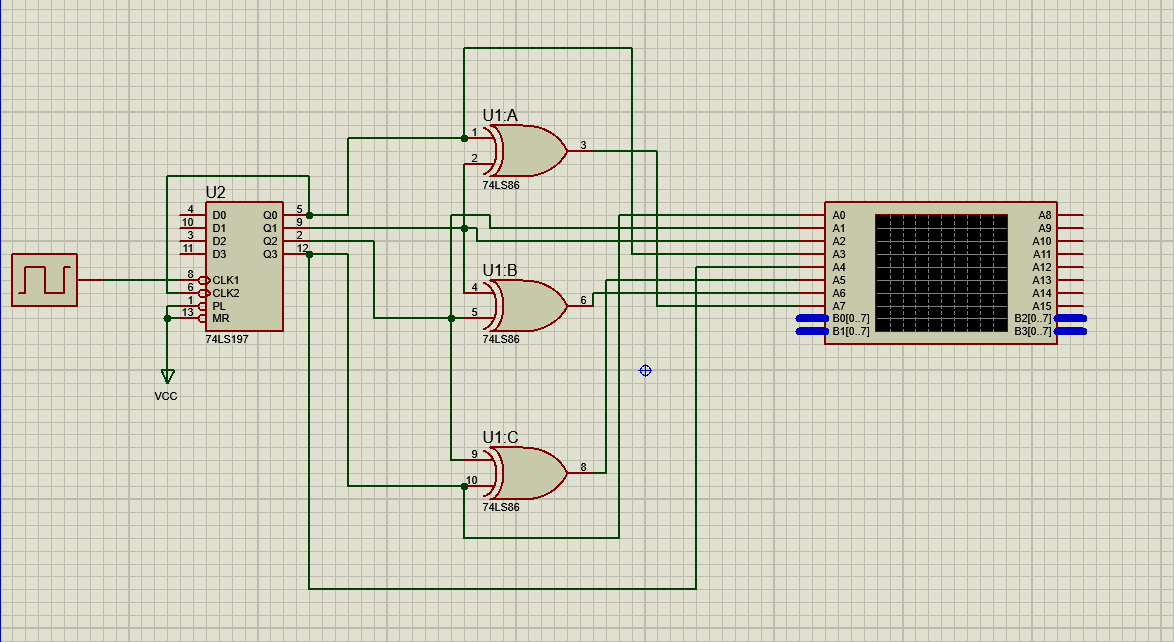 U1:A
1
3
2
74LS86
U2
4 D0 Q0 5
10 D1 Q1 9
3 D2 Q2 2
11 D3 Q3 12
8 CLK1
6 CLK2
1 PL
13 MR
74LS197
VCC
U1:B
4
6
5
74LS86
U1:C
9
8
10
74LS86
A0 A8
A1 A9
A2 A10
A3 A11
A4 A12
A5 A13
A6 A14
A7 A15
B0[0..7] B2[0..7]
B1[0..7] B3[0..7]